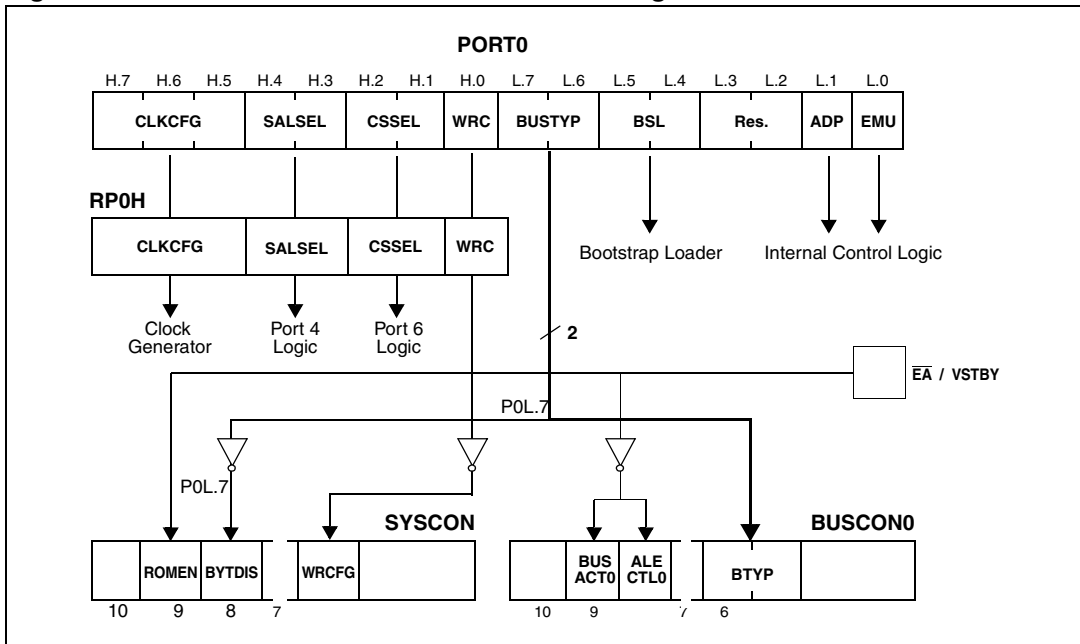 PORT0
H.7 H.6 H.5 H.4 H.3 H.2 H.1 H.0 L.7 L.6 L.5 L.4 L.3 L.2 L.1 L.0
CLKCFG SALSEL CSSEL WRC BUSTYP BSL Res. ADP EMU
RP0H
CLKCFG SALSEL CSSEL WRC
Bootstrap Loader Internal Control Logic
Clock Generator
Port 4 Logic
Port 6 Logic
2
EA / VSTBY
P0L.7
P0L.7
SYSCON BUSCON0
ROMEN BYTDIS WRCFG
BUS ACT0
ALE CTL0
BTYP
10 9 8 7 10 9 7 6